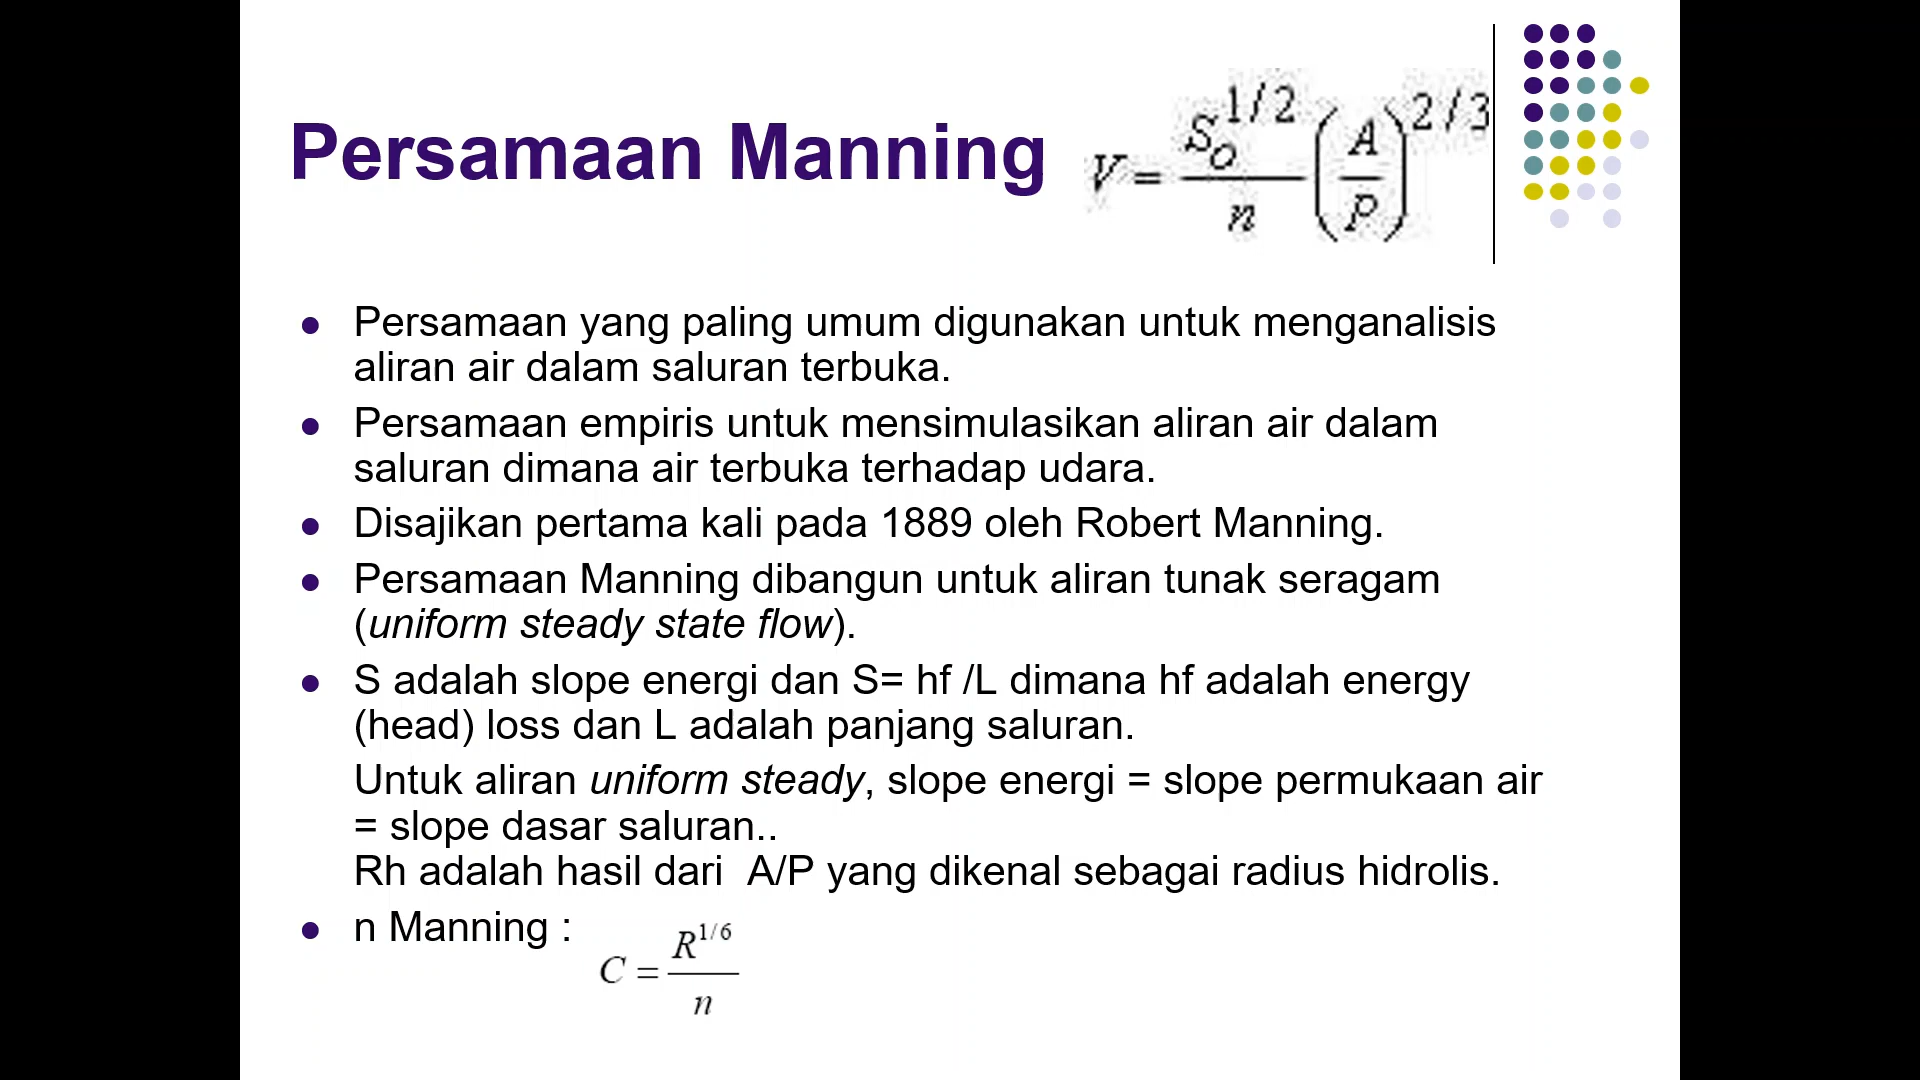 Persamaan Manning
V = S_o^{1/2} / n (A / P)^{2/3}
Persamaan yang paling umum digunakan untuk menganalisis
aliran air dalam saluran terbuka.
Persamaan empiris untuk mensimulasikan aliran air dalam
saluran dimana air terbuka terhadap udara.
Disajikan pertama kali pada 1889 oleh Robert Manning.
Persamaan Manning dibangun untuk aliran tunak seragam
(uniform steady state flow).
S adalah slope energi dan S= hf /L dimana hf adalah energy
(head) loss dan L adalah panjang saluran.
Untuk aliran uniform steady, slope energi = slope permukaan air
= slope dasar saluran..
Rh adalah hasil dari  A/P yang dikenal sebagai radius hidrolis.
n Manning :
C = R^{1/6} / n